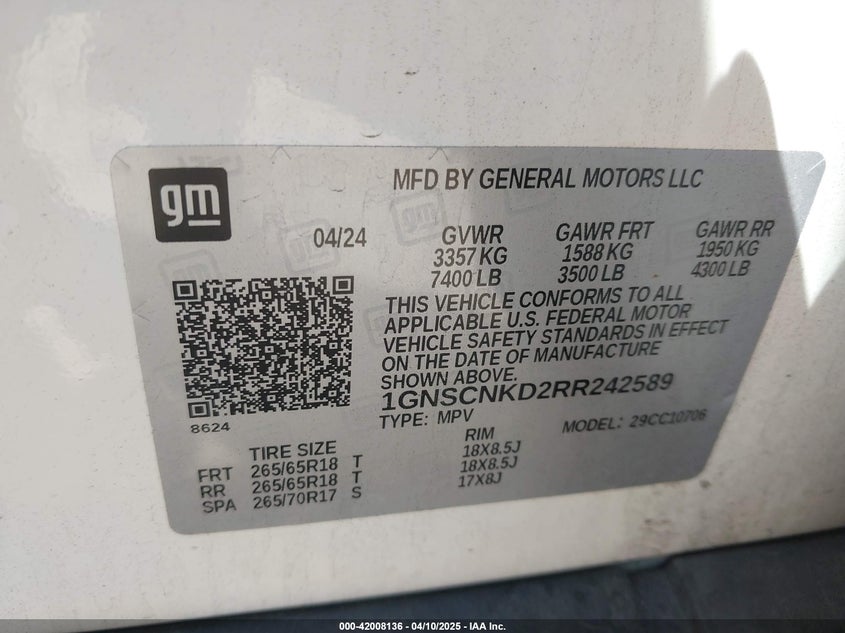 gm
MFD BY GENERAL MOTORS LLC
04/24
GVWR GAWR FRT GAWR RR
3357 KG 1588 KG 1950 KG
7400 LB 3500 LB 4300 LB
THIS VEHICLE CONFORMS TO ALL
APPLICABLE U.S. FEDERAL MOTOR
VEHICLE SAFETY STANDARDS IN EFFECT
ON THE DATE OF MANUFACTURE
SHOWN ABOVE.
1GNSCNKD2RR242589
TYPE: MPV MODEL: 29CC10706
8624
TIRE SIZE RIM
FRT 265/65R18 T 18X8.5J
RR 265/65R18 T 18X8.5J
SPA 265/70R17 S 17X8J
000-42008136 - 04/10/2025 - IAA Inc.